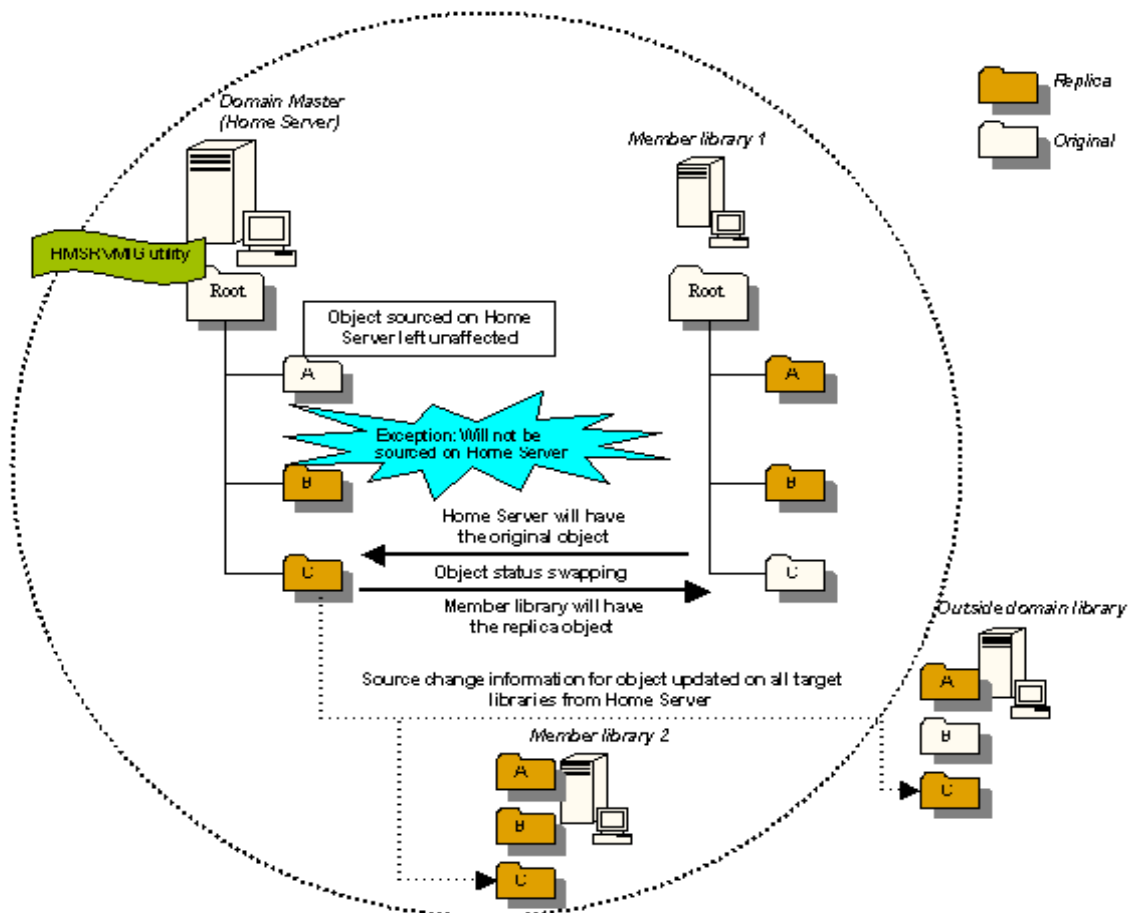 Domain Master
(Home Server)
Member library 1
Replica
Original
HMSRVMIG utility
Root
Root
Object sourced on Home
Server left unaffected
A
A
Exception: Will not be
sourced on Home Server
B
B
Home Server will have
the original object
C
Object status swapping
C
Member library will have
the replica object
Outside domain library
Source change information for object updated on all target
libraries from Home Server
A
Member library 2
B
A
C
B
C